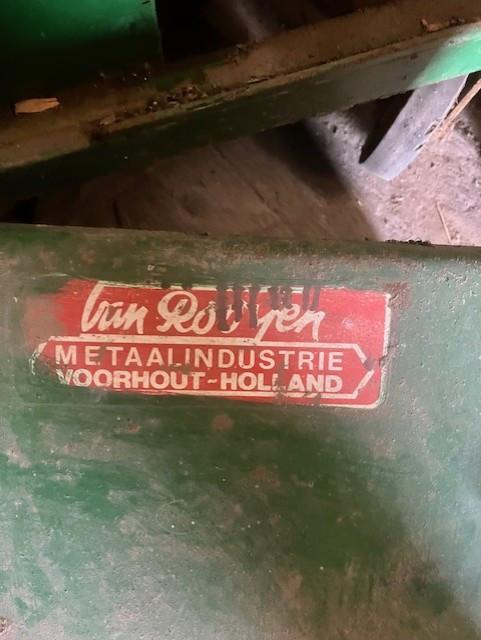 Van Rooyen
METAALINDUSTRIE
VOORHOUT~HOLLAND